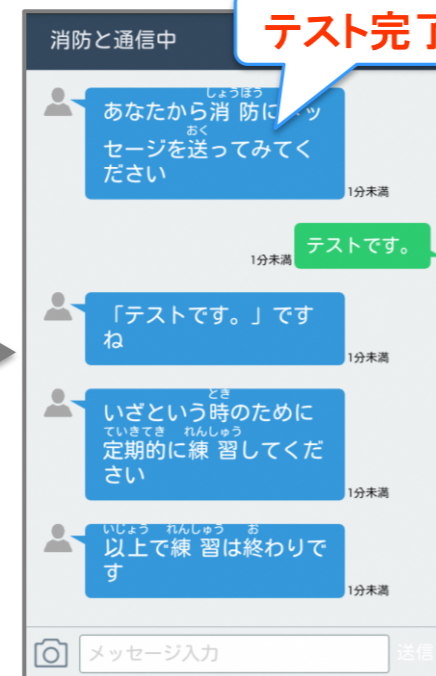 テスト完了
消防と通信中
しょうぼう
あなたから消 防に
ッ
おく
セージを送ってみてく
ださい
1分未満
テストです。
1分未満
「テストです。」です
ね
1分未満
とき
いざという時のために
ていきてき れんしゅう
定期的に練 習してくだ
さい
1分未満
いじょう れんしゅう お
以上で練 習は終わりで
す
1分未満
メッセージ入力
送信